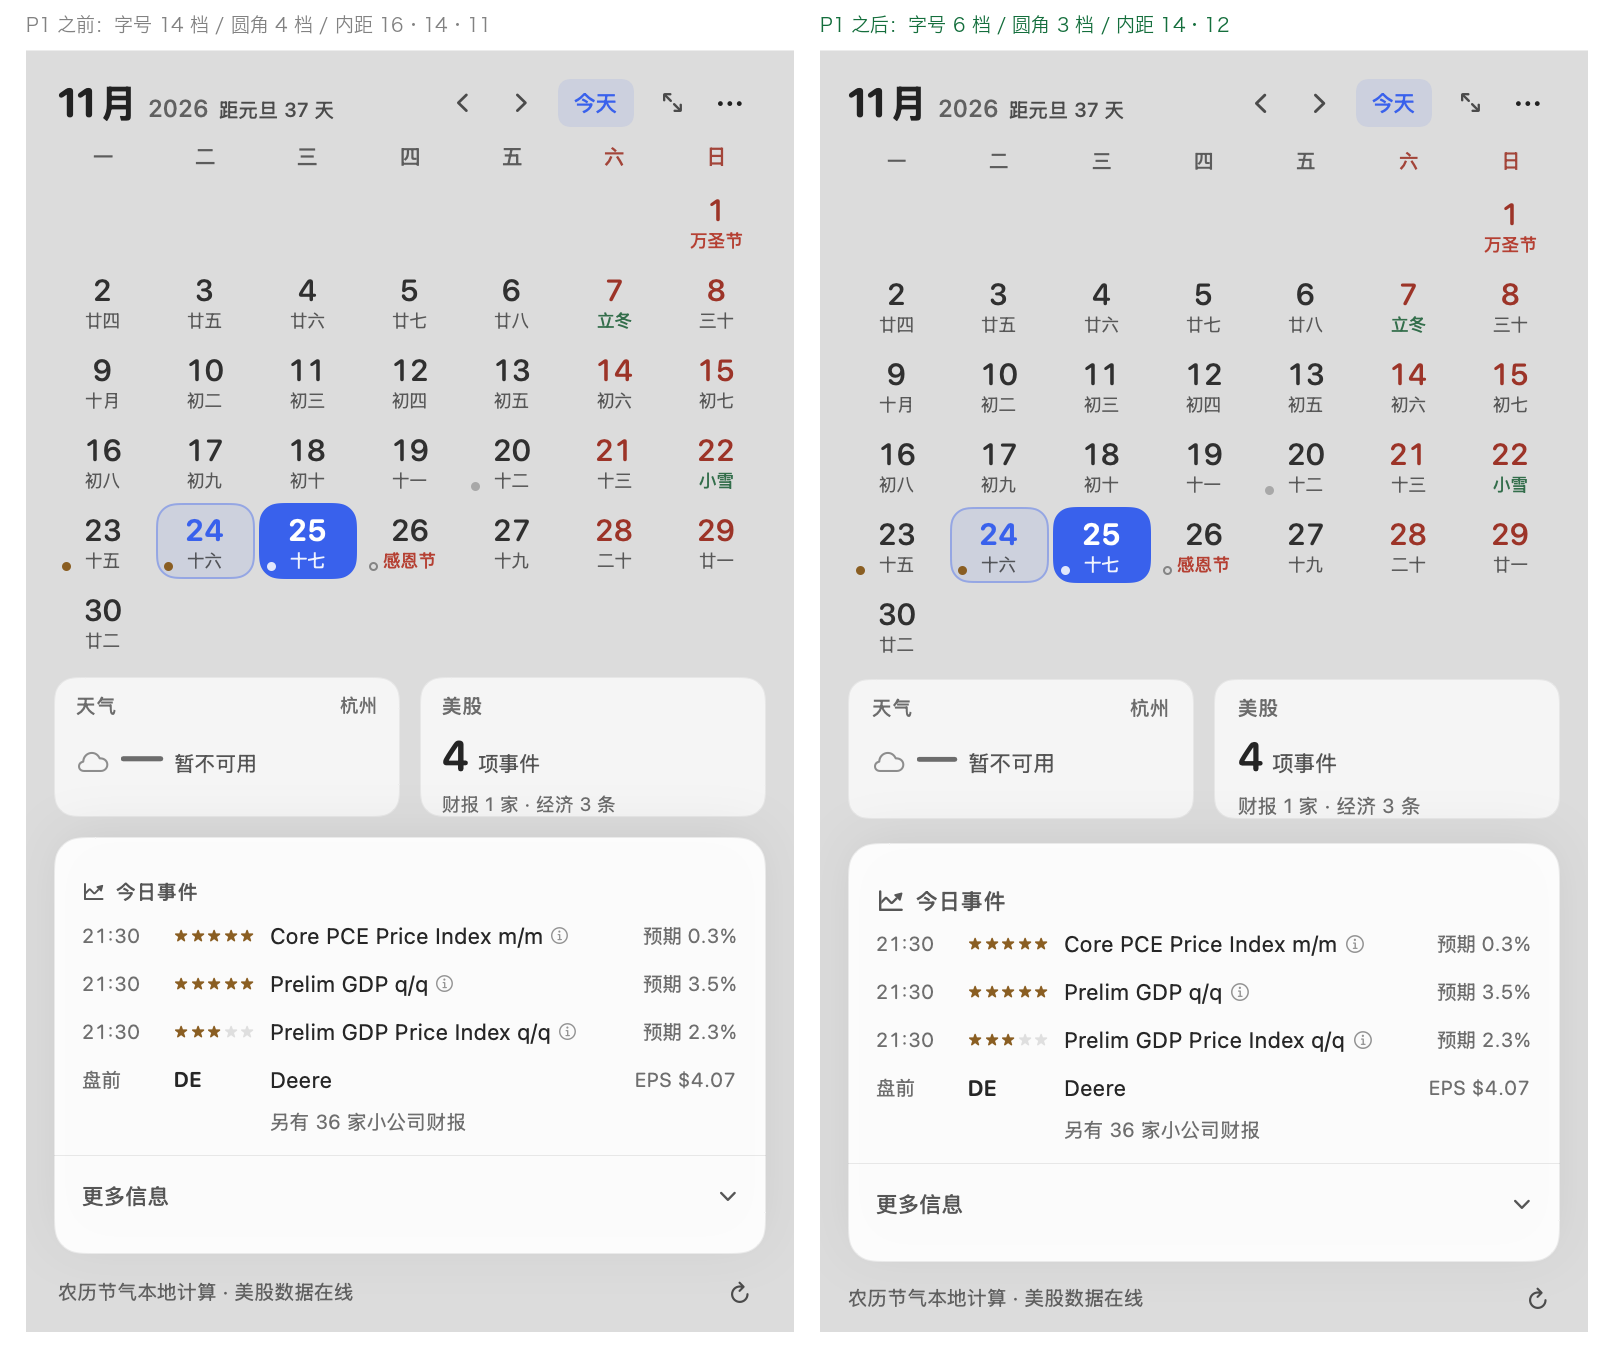 P1 之前：字号 14 档 / 圆角 4 档 / 内距 16 · 14 · 11
11月 2026 距元旦 37 天 今天
一 二 三 四 五 六 日
1
万圣节
2 3 4 5 6 7 8
廿四 廿五 廿六 廿七 廿八 立冬 三十
9 10 11 12 13 14 15
十月 初二 初三 初四 初五 初六 初七
16 17 18 19 20 21 22
初八 初九 初十 十一 十二 十三 小雪
23 24 25 26 27 28 29
十五 十六 十七 感恩节 十九 二十 廿一
30
廿二
天气 杭州
暂不可用
美股
4 项事件
财报 1 家 · 经济 3 条
今日事件
21:30 ★★★★★ Core PCE Price Index m/m 预期 0.3%
21:30 ★★★★★ Prelim GDP q/q 预期 3.5%
21:30 ★★★★★ Prelim GDP Price Index q/q 预期 2.3%
盘前 DE Deere EPS $4.07
另有 36 家小公司财报
更多信息
农历节气本地计算 · 美股数据在线
P1 之后：字号 6 档 / 圆角 3 档 / 内距 14 · 12
11月 2026 距元旦 37 天 今天
一 二 三 四 五 六 日
1
万圣节
2 3 4 5 6 7 8
廿四 廿五 廿六 廿七 廿八 立冬 三十
9 10 11 12 13 14 15
十月 初二 初三 初四 初五 初六 初七
16 17 18 19 20 21 22
初八 初九 初十 十一 十二 十三 小雪
23 24 25 26 27 28 29
十五 十六 十七 感恩节 十九 二十 廿一
30
廿二
天气 杭州
暂不可用
美股
4 项事件
财报 1 家 · 经济 3 条
今日事件
21:30 ★★★★★ Core PCE Price Index m/m 预期 0.3%
21:30 ★★★★★ Prelim GDP q/q 预期 3.5%
21:30 ★★★★★ Prelim GDP Price Index q/q 预期 2.3%
盘前 DE Deere EPS $4.07
另有 36 家小公司财报
更多信息
农历节气本地计算 · 美股数据在线